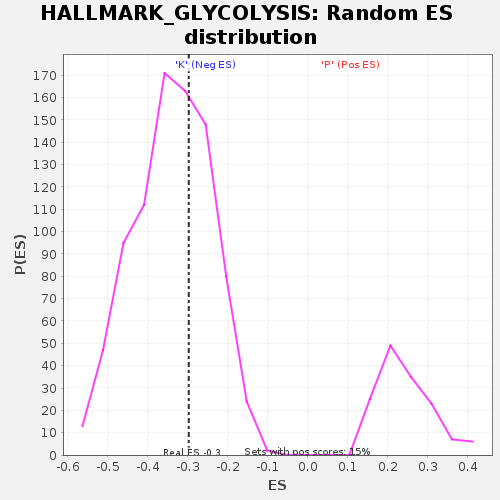 HALLMARK_GLYCOLYSIS: Random ES
distribution
'K' (Neg ES)
'P' (Pos ES)
170
160
150
140
130
120
110
100
90
80
70
60
50
40
30
20
10
0
P(ES)
Real ES -0.3
Sets with pos scores: 15%
-0.6 -0.5 -0.4 -0.3 -0.2 -0.1 0.0 0.1 0.2 0.3 0.4
ES